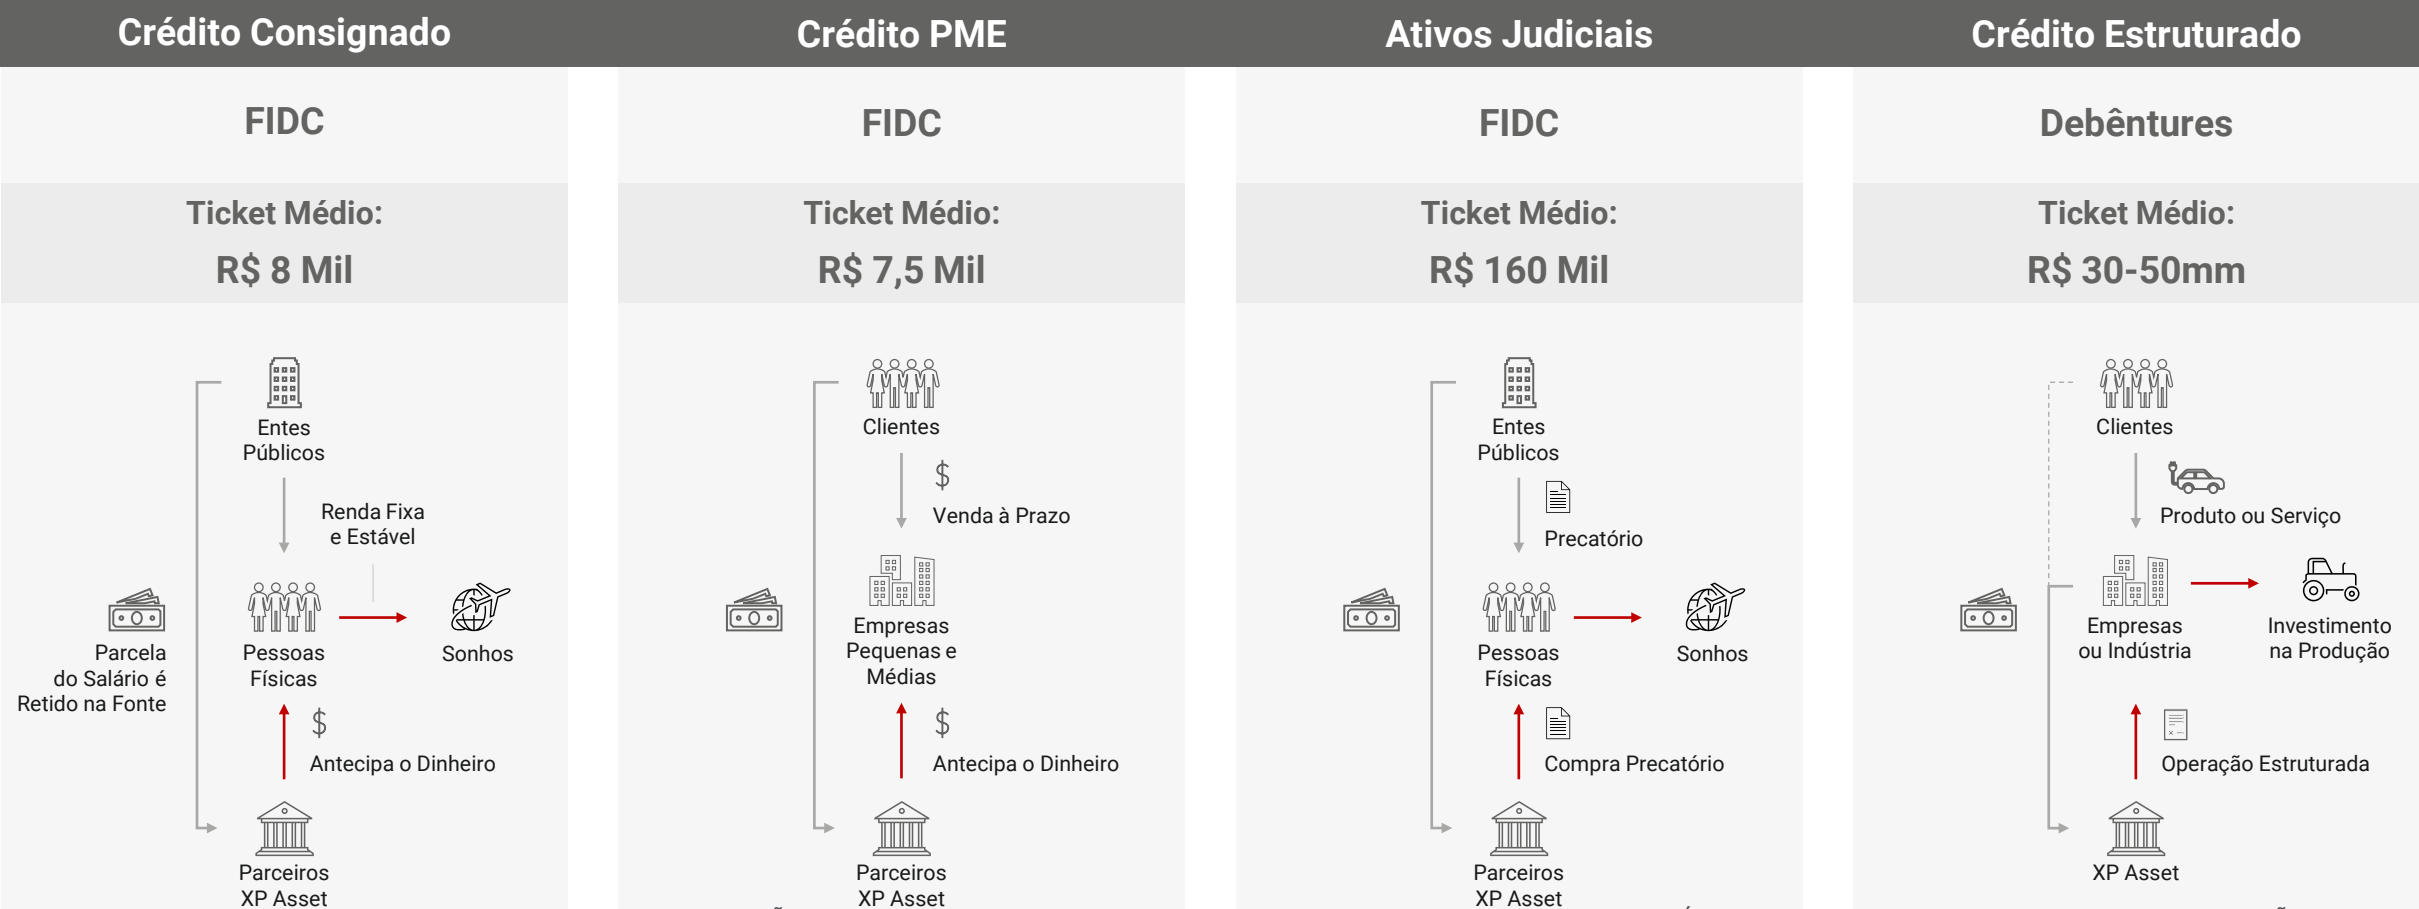 Crédito Consignado
FIDC
Ticket Médio:
R$ 8 Mil
Entes
Públicos
Renda Fixa
e Estável
Parcela
do Salário é
Retido na Fonte
Pessoas
Físicas
Sonhos
$
Antecipa o Dinheiro
Parceiros
XP Asset
Crédito PME
FIDC
Ticket Médio:
R$ 7,5 Mil
Clientes
$
Venda à Prazo
Empresas
Pequenas e
Médias
$
Antecipa o Dinheiro
Parceiros
XP Asset
Ativos Judiciais
FIDC
Ticket Médio:
R$ 160 Mil
Entes
Públicos
Precatório
Pessoas
Físicas
Sonhos
Compra Precatório
Parceiros
XP Asset
Crédito Estruturado
Debêntures
Ticket Médio:
R$ 30-50mm
Clientes
Produto ou Serviço
Empresas
ou Indústria
Investimento
na Produção
Operação Estruturada
XP Asset